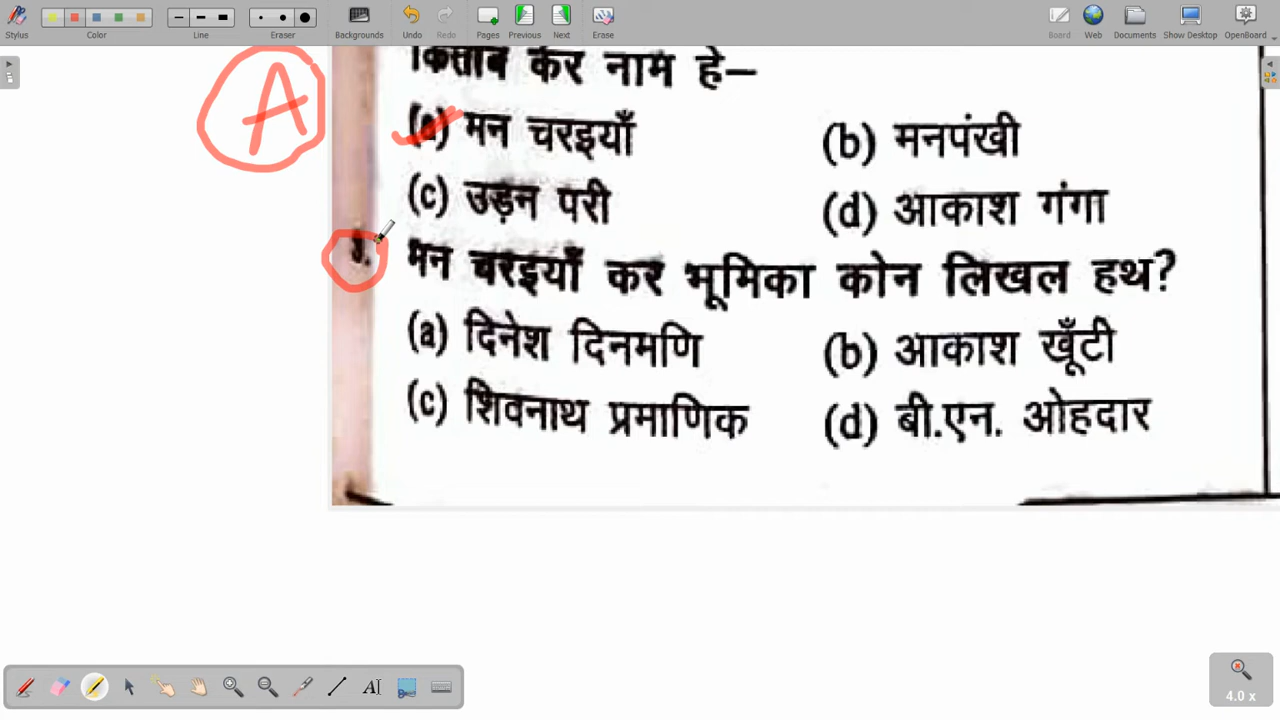 Stylus
Color
Line
Eraser
Backgrounds
Undo
Redo
Pages
Previous
Next
Erase
Board
Web
Documents
Show Desktop
OpenBoard
A
किताब कर नाम हे–
(a) मन चरइयाँ (b) मनपंखी
(c) उड़न परी (d) आकाश गंगा
मन चरइयाँ कर भूमिका कोन लिखल हथ?
(a) दिनेश दिनमणि (b) आकाश खूँटी
(c) शिवनाथ प्रमाणिक (d) बी.एन. ओहदार
4.0 x